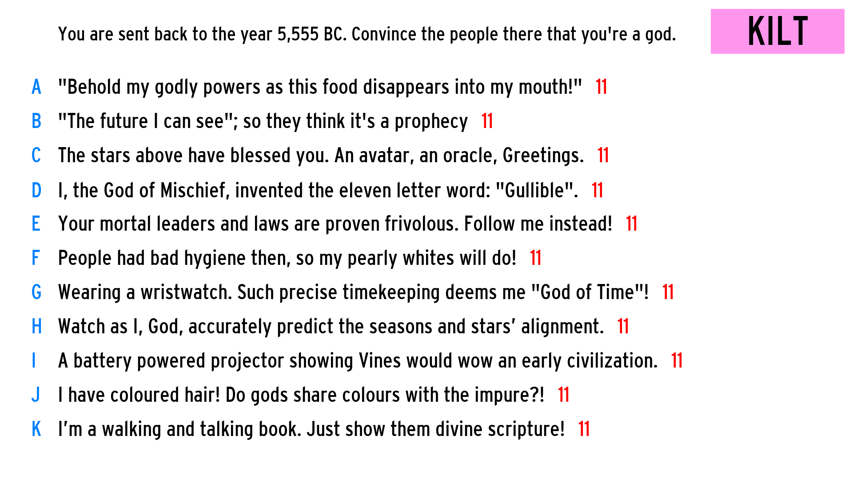 You are sent back to the year 5,555 BC. Convince the people there that you're a god.
KILT
A "Behold my godly powers as this food disappears into my mouth!" 11
B "The future I can see"; so they think it's a prophecy 11
C The stars above have blessed you. An avatar, an oracle, Greetings. 11
D I, the God of Mischief, invented the eleven letter word: "Gullible". 11
E Your mortal leaders and laws are proven frivolous. Follow me instead! 11
F People had bad hygiene then, so my pearly whites will do! 11
G Wearing a wristwatch. Such precise timekeeping deems me "God of Time"! 11
H Watch as I, God, accurately predict the seasons and stars’ alignment. 11
I A battery powered projector showing Vines would wow an early civilization. 11
J I have coloured hair! Do gods share colours with the impure?! 11
K I’m a walking and talking book. Just show them divine scripture! 11